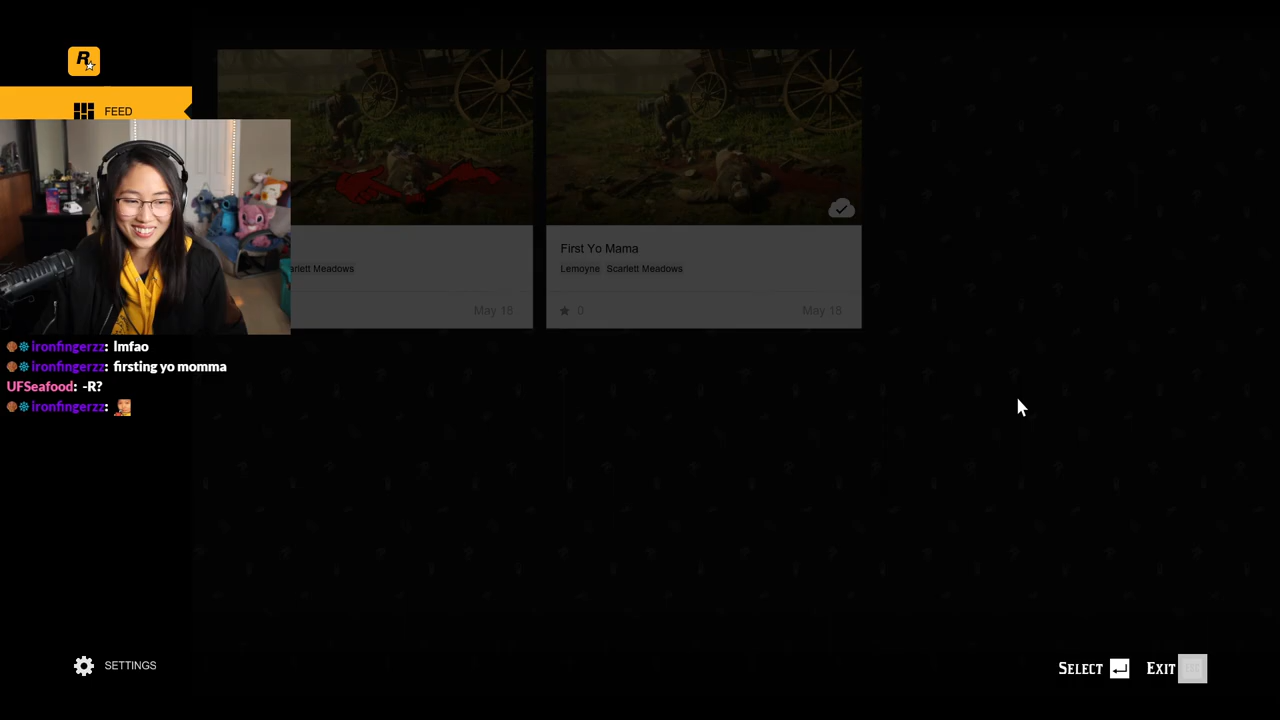 R
FEED
arlett Meadows
May 18
First Yo Mama
Lemoyne Scarlett Meadows
0
May 18
ironfingerzz: lmfao
ironfingerzz: firsting yo momma
UFSeafood: -R?
ironfingerzz:
SETTINGS
SELECT
EXIT